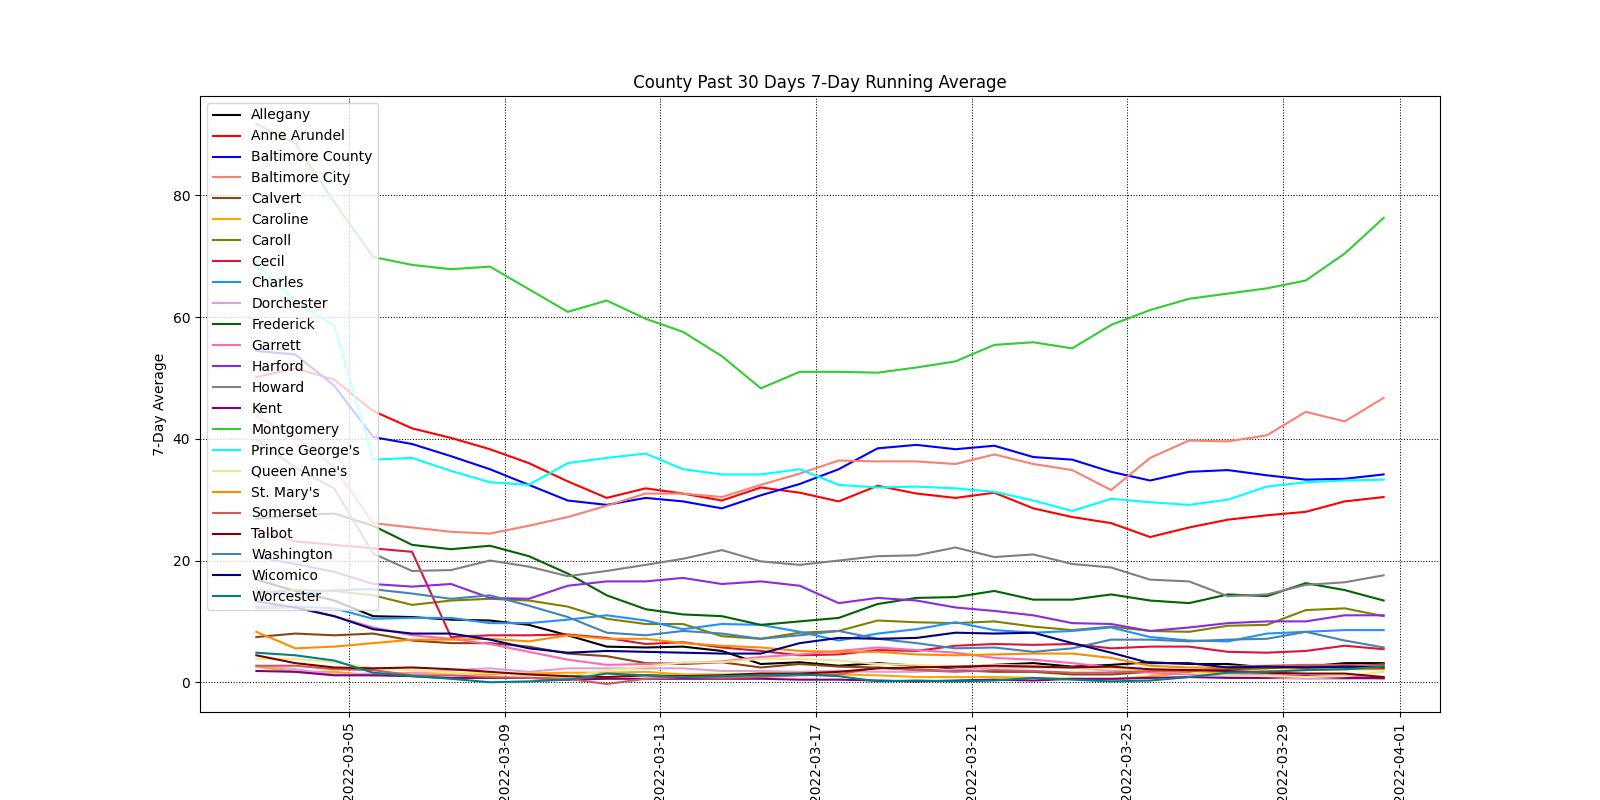 County Past 30 Days 7-Day Running Average
7-Day Average
80
60
40
20
0
Allegany
Anne Arundel
Baltimore County
Baltimore City
Calvert
Caroline
Caroll
Cecil
Charles
Dorchester
Frederick
Garrett
Harford
Howard
Kent
Montgomery
Prince George's
Queen Anne's
St. Mary's
Somerset
Talbot
Washington
Wicomico
Worcester
2022-03-05
2022-03-09
2022-03-13
2022-03-17
2022-03-21
2022-03-25
2022-03-29
2022-04-01